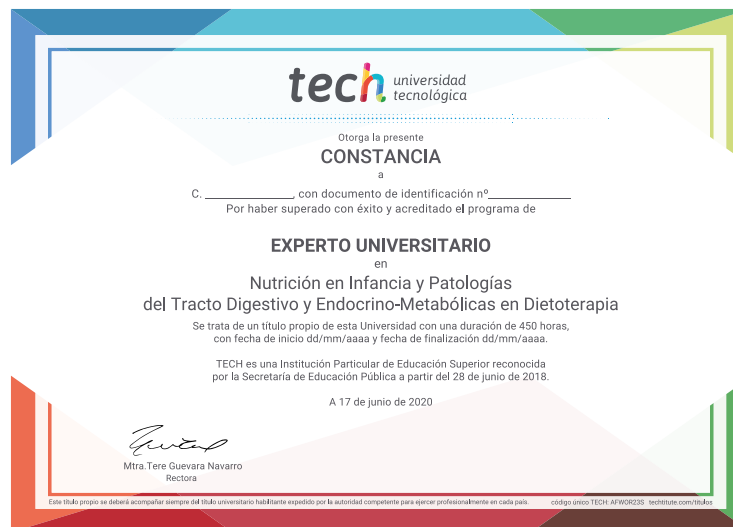 tech universidad
tecnológica
Otorga la presente
CONSTANCIA
a
C. ______________, con documento de identificación nº_____________
Por haber superado con éxito y acreditado el programa de
EXPERTO UNIVERSITARIO
en
Nutrición en Infancia y Patologías
del Tracto Digestivo y Endocrino-Metabólicas en Dietoterapia
Se trata de un título propio de esta Universidad con una duración de 450 horas,
con fecha de inicio dd/mm/aaaa y fecha de finalización dd/mm/aaaa.
TECH es una Institución Particular de Educación Superior reconocida
por la Secretaría de Educación Pública a partir del 28 de junio de 2018.
A 17 de junio de 2020
Mtra.Tere Guevara Navarro
Rectora
Este título propio se deberá acompañar siempre del título universitario habilitante expedido por la autoridad competente para ejercer profesionalmente en cada país. código único TECH: AFWOR23S techtitute.com/titulos